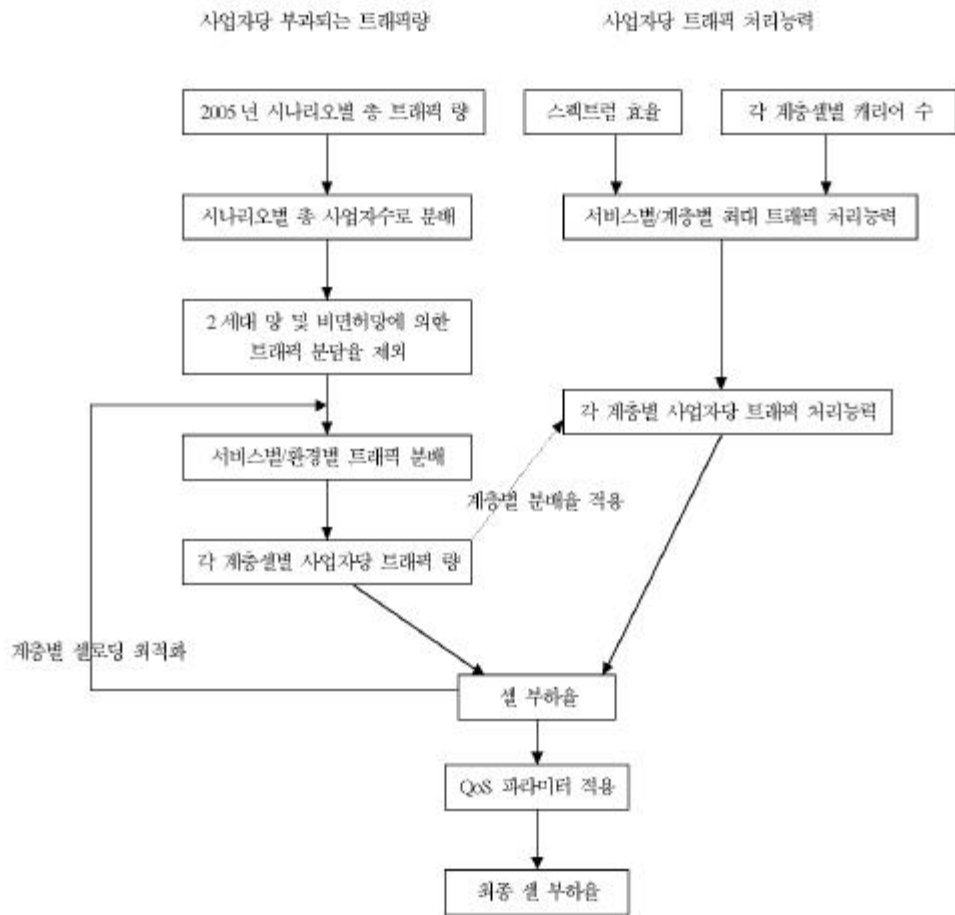 사업자당 부과되는 트래픽량
사업자당 트래픽 처리능력
2005년 시나리오별 총 트래픽 량
스펙트럼 효율
각 계층셀별 캐리어 수
시나리오별 총 사업자수로 분배
서비스별/계층별 최대 트래픽 처리능력
2세대 망 및 비면허망에 의한
트래픽 분담율 제외
각 계층별 사업자당 트래픽 처리능력
서비스별/환경별 트래픽 분배
계층별 분배율 적용
각 계층셀별 사업자당 트래픽 량
계층별 셀로딩 최적화
셀 부하율
QoS 파라미터 적용
최종 셀 부하율